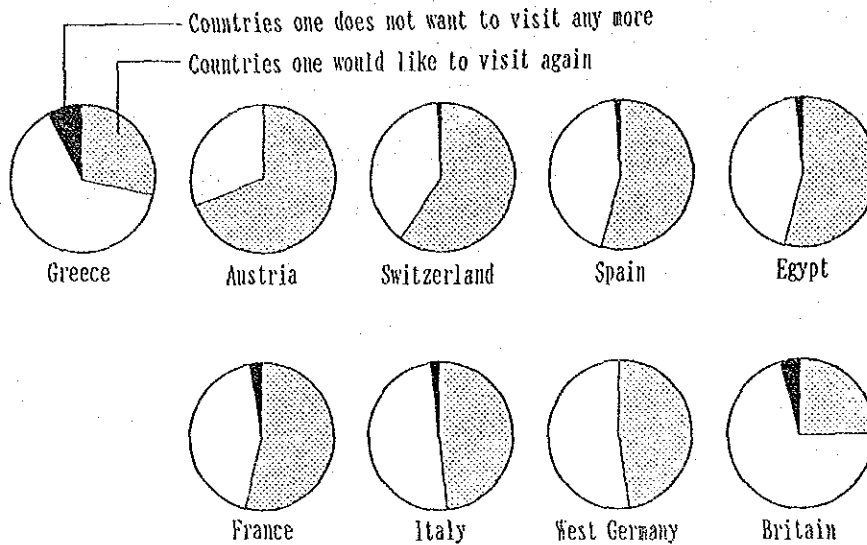 Countries one does not want to visit any more
Countries one would like to visit again
Greece
Austria
Switzerland
Spain
Egypt
France
Italy
West Germany
Britain